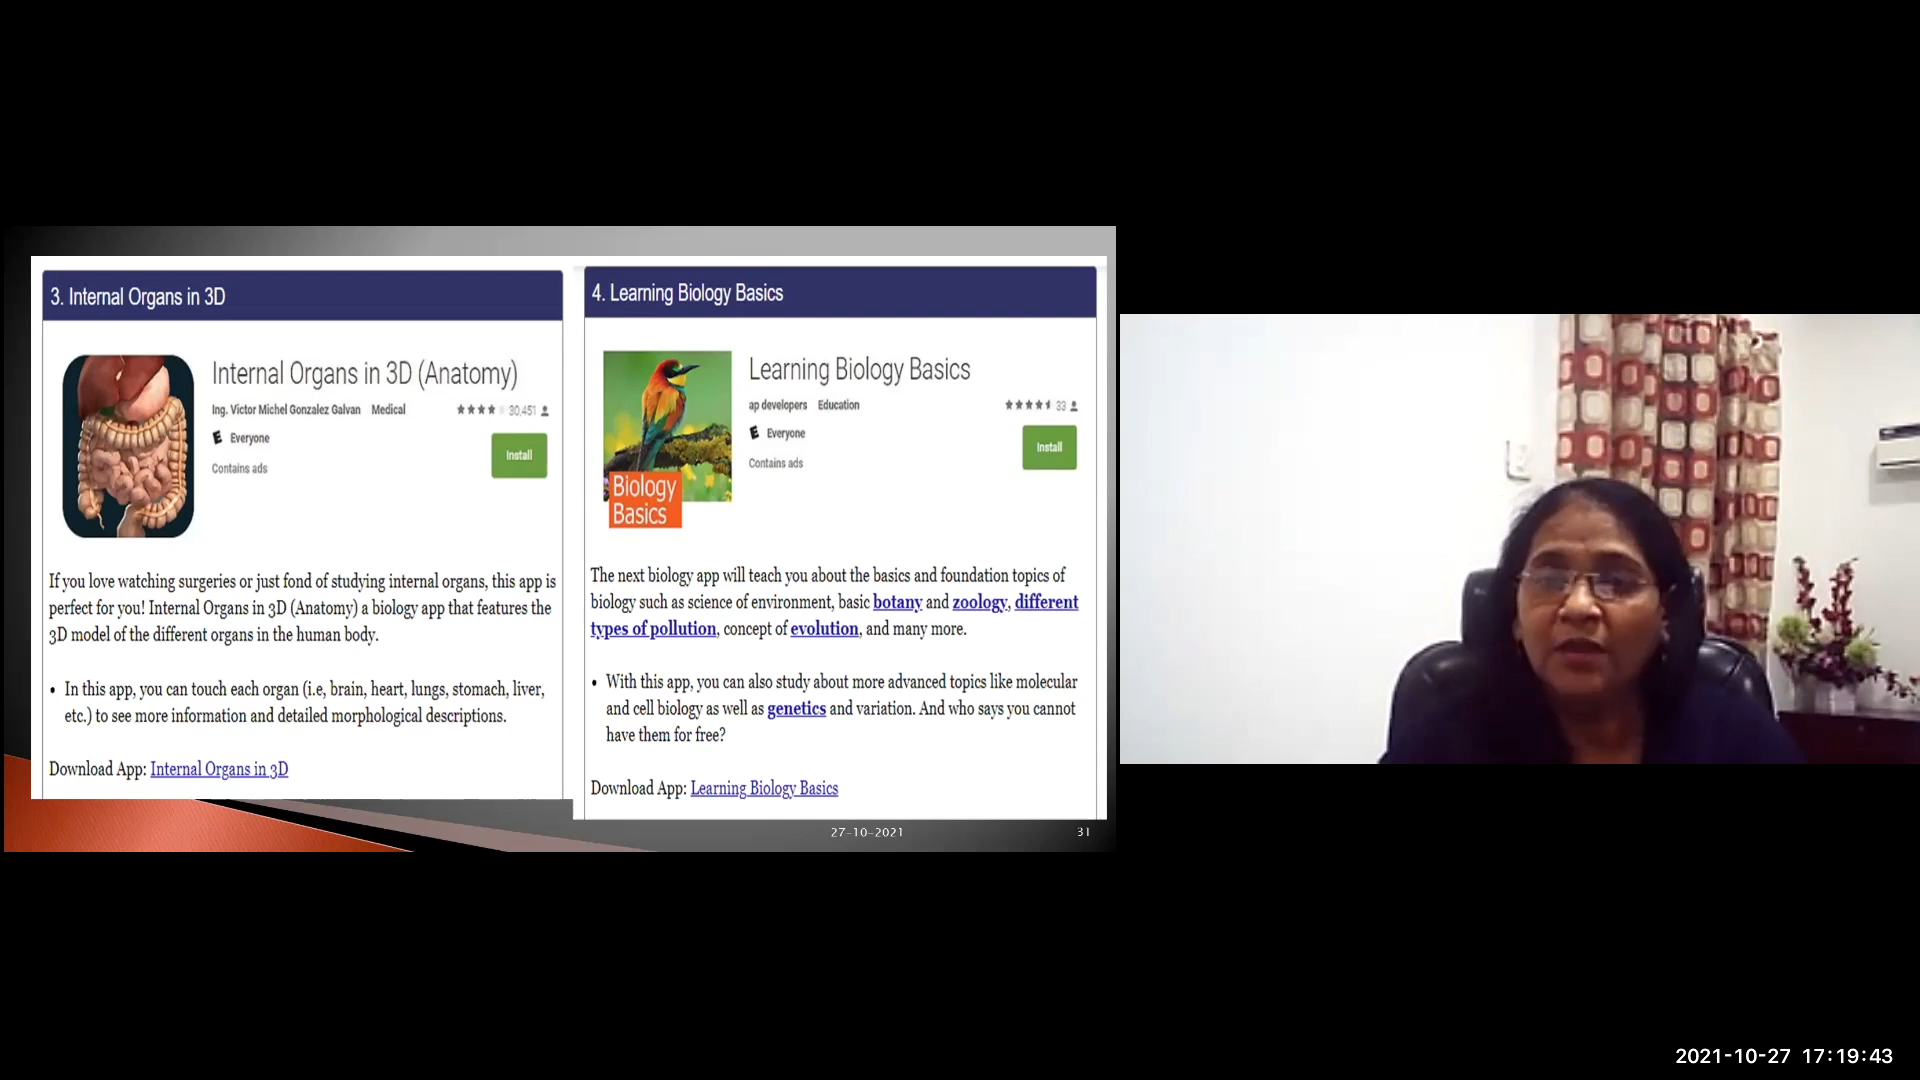 3. Internal Organs in 3D
Internal Organs in 3D (Anatomy)
Ing. Victor Michel Gonzalez Galvan Medical
30,451
E Everyone
Install
Contains ads
If you love watching surgeries or just fond of studying internal organs, this app is
perfect for you! Internal Organs in 3D (Anatomy) a biology app that features the
3D model of the different organs in the human body.
• In this app, you can touch each organ (i.e, brain, heart, lungs, stomach, liver,
etc.) to see more information and detailed morphological descriptions.
Download App: Internal Organs in 3D
4. Learning Biology Basics
Learning Biology Basics
ap developers Education
33
E Everyone
Install
Contains ads
Biology
Basics
The next biology app will teach you about the basics and foundation topics of
biology such as science of environment, basic botany and zoology, different
types of pollution, concept of evolution, and many more.
• With this app, you can also study about more advanced topics like molecular
and cell biology as well as genetics and variation. And who says you cannot
have them for free?
Download App: Learning Biology Basics
27-10-2021
31
2021-10-27 17:19:43